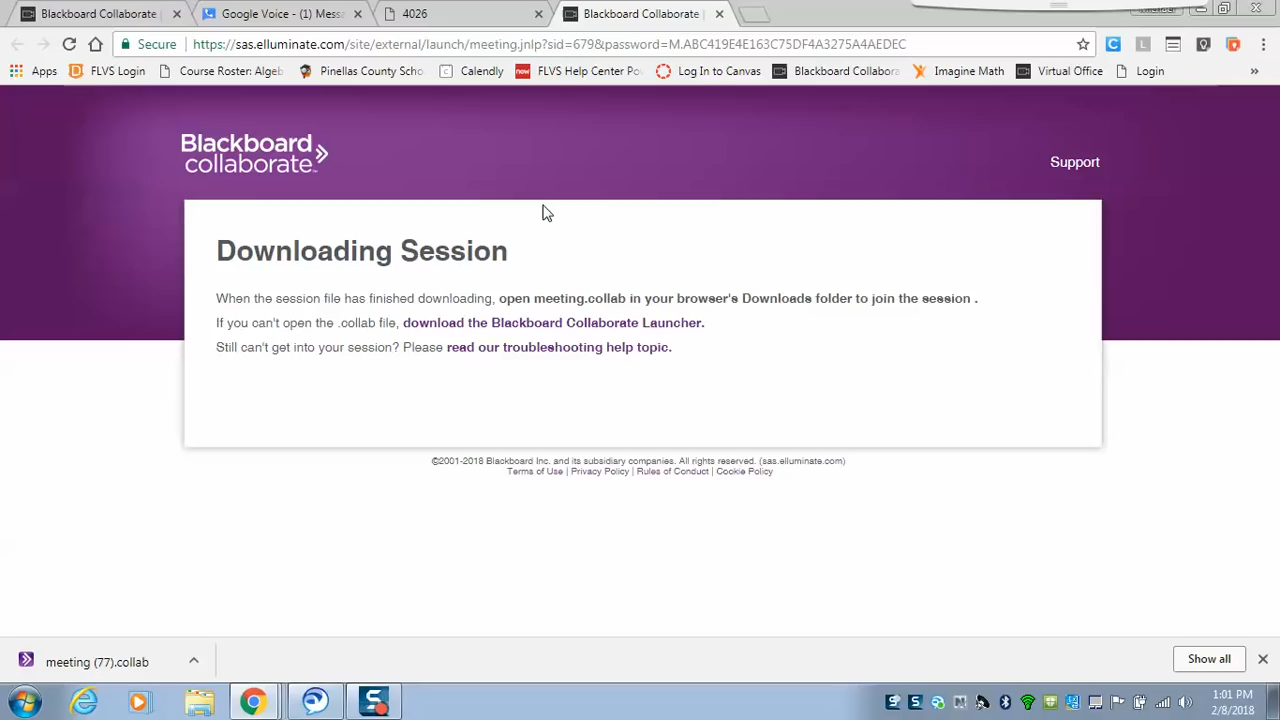 Blackboard Collaborate
Google Voice - (1) Mess
4026
Blackboard Collaborate
Secure
https://sas.elluminate.com/site/external/launch/meeting.jnlp?sid=679&password=M.ABC419E4E163C75DF4A3276A4AEDEC
Apps
FLVS Login
Course Roster: Algeb
Pinellas County Scho
Calendly
FLVS Help Center Po
Log In to Canvas
Blackboard Collabora
Imagine Math
Virtual Office
Login
Blackboard
collaborate
Support
Downloading Session
When the session file has finished downloading, open meeting.collab in your browser's Downloads folder to join the session .
If you can't open the .collab file, download the Blackboard Collaborate Launcher.
Still can't get into your session? Please read our troubleshooting help topic.
©2001-2018 Blackboard Inc. and its subsidiary companies. All rights reserved. (sas.elluminate.com)
Terms of Use | Privacy Policy | Rules of Conduct | Cookie Policy
meeting (77).collab
Show all
1:01 PM
2/8/2018